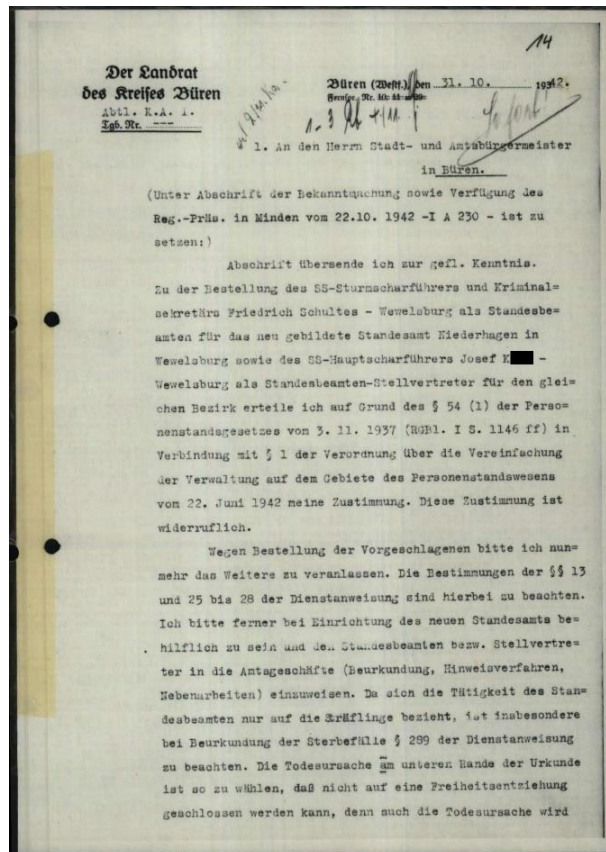 14
Der Landrat
des Kreises Büren
Abtl. K.A. 1.
Tgb. Nr. ---
Büren (Westf.), den 31. 10. 1942.
Fernspr. Nr. 10. 11
Sofort!
1. An den Herrn Stadt- und Amtsbürgermeister
in Büren.
(Unter Abschrift der Bekanntmachung sowie Verfügung des
Reg.-Präs. in Minden vom 22.10. 1942 -I A 230 - ist zu
setzen:)
Abschrift übersende ich zur gefl. Kenntnis.
Zu der Bestellung des SS-Sturmscharführers und Kriminal=
sekretärs Friedrich Schultes - Wewelsburg als Standesbe=
amten für das neu gebildete Standesamt Niederhagen in
Wewelsburg sowie des SS-Hauptscharführers Josef K -
Wewelsburg als Standesbeamten-Stellvertreter für den glei=
chen Bezirk erteile ich auf Grund des § 54 (1) der Perso=
nenstandsgesetzes vom 3. 11. 1937 (RGBl. I S. 1146 ff) in
Verbindung mit § 1 der Verordnung über die Vereinfachung
der Verwaltung auf dem Gebiete des Personenstandswesens
vom 22. Juni 1942 meine Zustimmung. Diese Zustimmung ist
widerruflich.
Wegen Bestellung der Vorgeschlagenen bitte ich nun=
mehr das Weitere zu veranlassen. Die Bestimmungen der §§ 13
und 25 bis 28 der Dienstanweisung sind hierbei zu beachten.
Ich bitte ferner bei Einrichtung des neuen Standesamts be=
hilflich zu sein und den Standesbeamten bezw. Stellvertre=
ter in die Amtsgeschäfte (Beurkundung, Hinweisverfahren,
Nebenarbeiten) einzuweisen. Da sich die Tätigkeit des Stan=
desbeamten nur auf die Sträflinge bezieht, ist insbesondere
bei Beurkundung der Sterbefälle § 289 der Dienstanweisung
zu beachten. Die Todesursache am unteren Rande der Urkunde
ist so zu wählen, daß nicht auf eine Freiheitsentziehung
geschlossen werden kann, denn auch die Todesursache wird